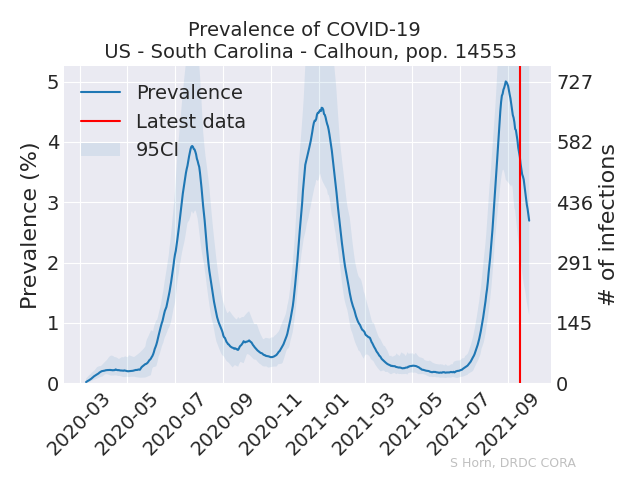 Prevalence of COVID-19
US - South Carolina - Calhoun, pop. 14553
Prevalence
Latest data
95CI
Prevalence (%)
5
4
3
2
1
0
727
582
436
291
145
0
# of infections
2020-03
2020-05
2020-07
2020-09
2020-11
2021-01
2021-03
2021-05
2021-07
2021-09
S Horn, DRDC CORA